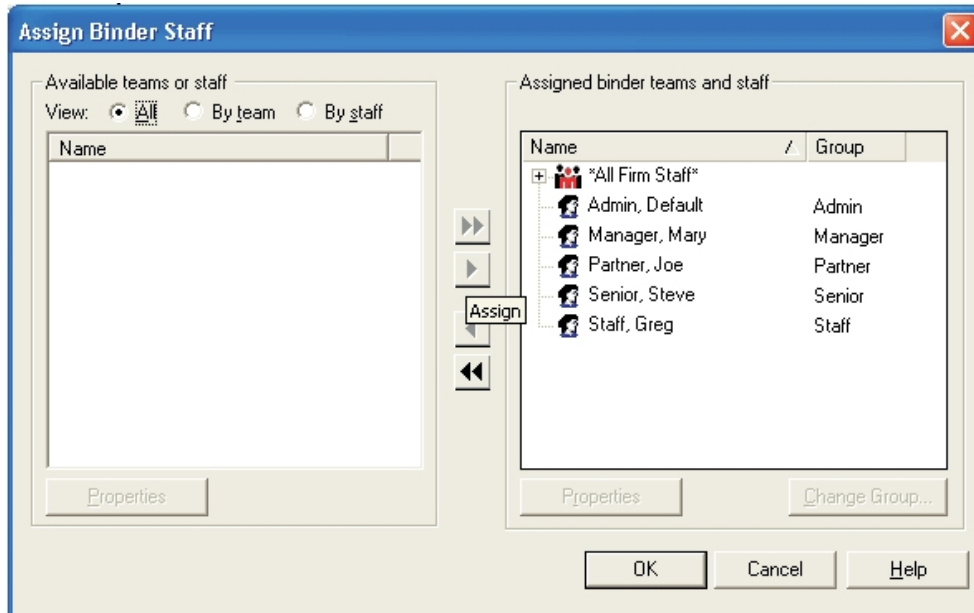 Assign Binder Staff
Available teams or staff
View: All By team By staff
Name
Properties
Assign
Assigned binder teams and staff
Name Group
*All Firm Staff*
Admin, Default Admin
Manager, Mary Manager
Partner, Joe Partner
Senior, Steve Senior
Staff, Greg Staff
Properties Change Group...
OK Cancel Help